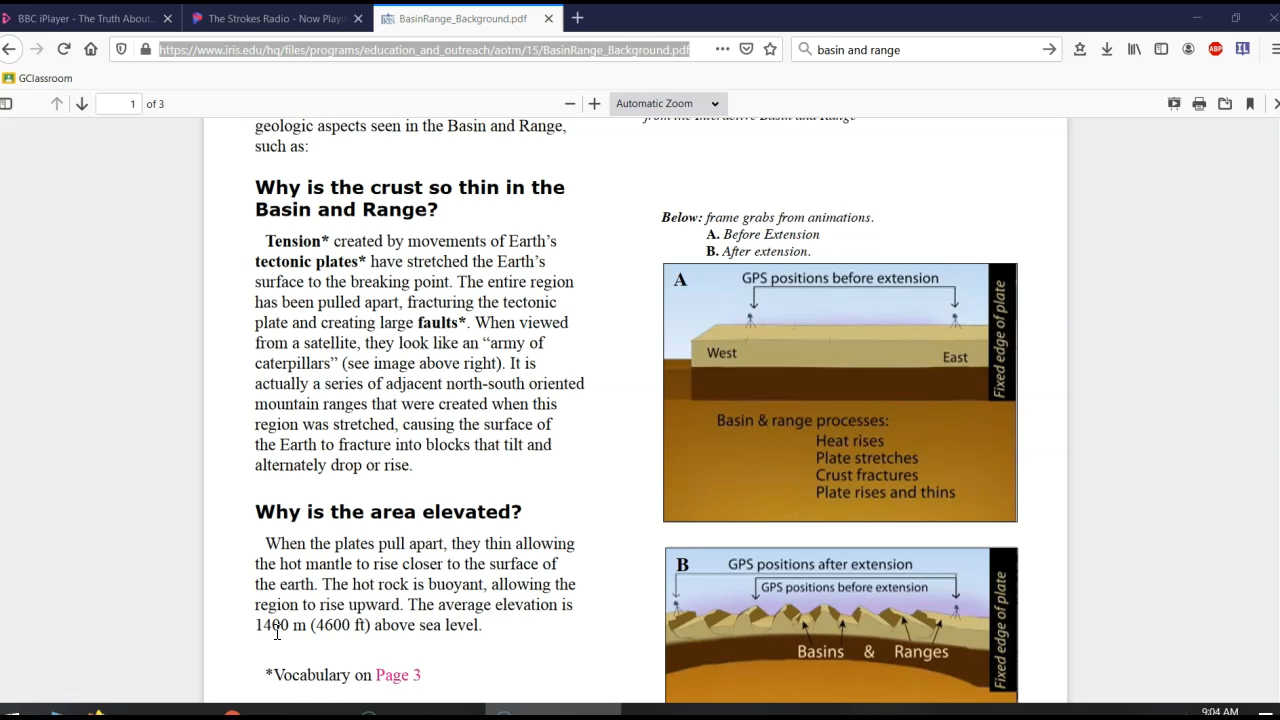 BBC iPlayer - The Truth About
The Strokes Radio - Now Playin
BasinRange_Background.pdf
https://www.iris.edu/hq/files/programs/education_and_outreach/aotm/15/BasinRange_Background.pdf
basin and range
ABP
IL
GClassroom
1 of 3
Automatic Zoom
geologic aspects seen in the Basin and Range,
such as:
Why is the crust so thin in the
Basin and Range?
Tension* created by movements of Earth's
tectonic plates* have stretched the Earth's
surface to the breaking point. The entire region
has been pulled apart, fracturing the tectonic
plate and creating large faults*. When viewed
from a satellite, they look like an “army of
caterpillars” (see image above right). It is
actually a series of adjacent north-south oriented
mountain ranges that were created when this
region was stretched, causing the surface of
the Earth to fracture into blocks that tilt and
alternately drop or rise.
Why is the area elevated?
When the plates pull apart, they thin allowing
the hot mantle to rise closer to the surface of
the earth. The hot rock is buoyant, allowing the
region to rise upward. The average elevation is
1400 m (4600 ft) above sea level.
*Vocabulary on Page 3
from the Interactive Basin and Range
Below: frame grabs from animations.
A. Before Extension
B. After extension.
A
GPS positions before extension
West
East
Fixed edge of plate
Basin & range processes:
Heat rises
Plate stretches
Crust fractures
Plate rises and thins
B
GPS positions after extension
GPS positions before extension
Basins & Ranges
Fixed edge of plate
9:04 AM